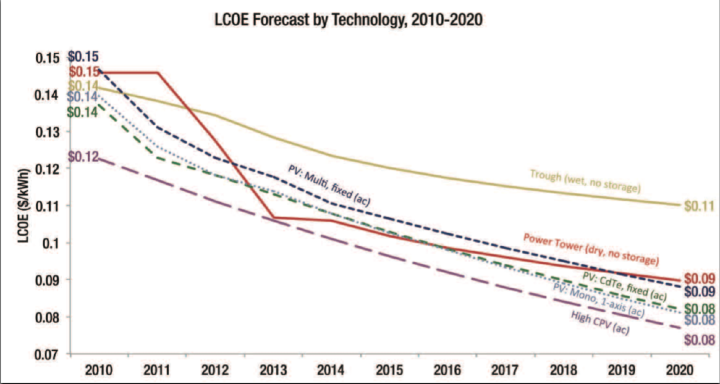 LCOE Forecast by Technology, 2010-2020
LCOE ($/kWh)
0.15
0.14
0.13
0.12
0.11
0.1
0.09
0.08
0.07
$0.15
$0.15
$0.14
$0.14
$0.14
$0.12
Trough (wet, no storage)
PV: Multi, fixed (ac)
Power Tower (dry, no storage)
PV: CdTe, fixed (ac)
PV: Mono, 1-axis (ac)
High CPV (ac)
$0.11
$0.09
$0.09
$0.08
$0.08
$0.08
2010 2011 2012 2013 2014 2015 2016 2017 2018 2019 2020